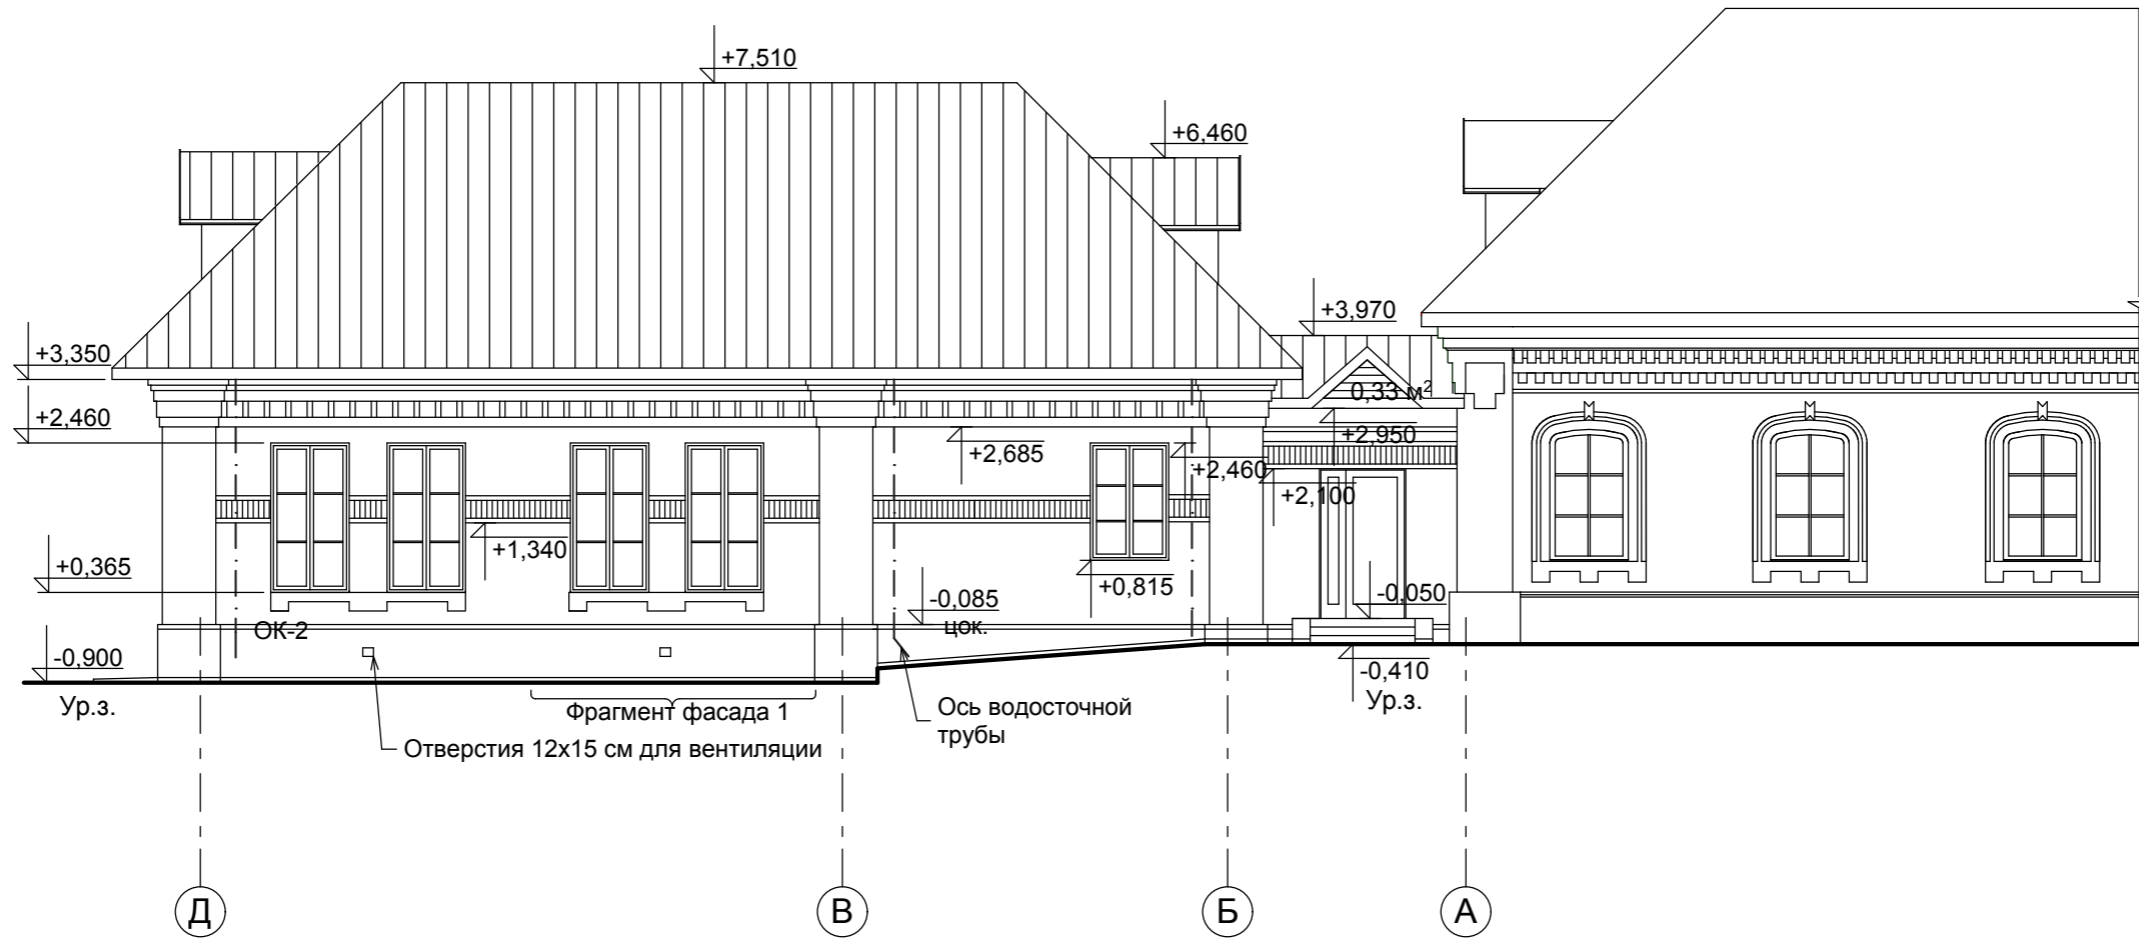 +7,510
+6,460
+3,970
+3,350
0,33 м²
+2,460
+2,950
+2,685
+2,460
+2,100
+1,340
+0,365
+0,815
-0,085
цок.
-0,050
ОК-2
-0,900
Ур.з.
-0,410
Ур.з.
Фрагмент фасада 1
Ось водосточной
трубы
Отверстия 12х15 см для вентиляции
Д
В
Б
А